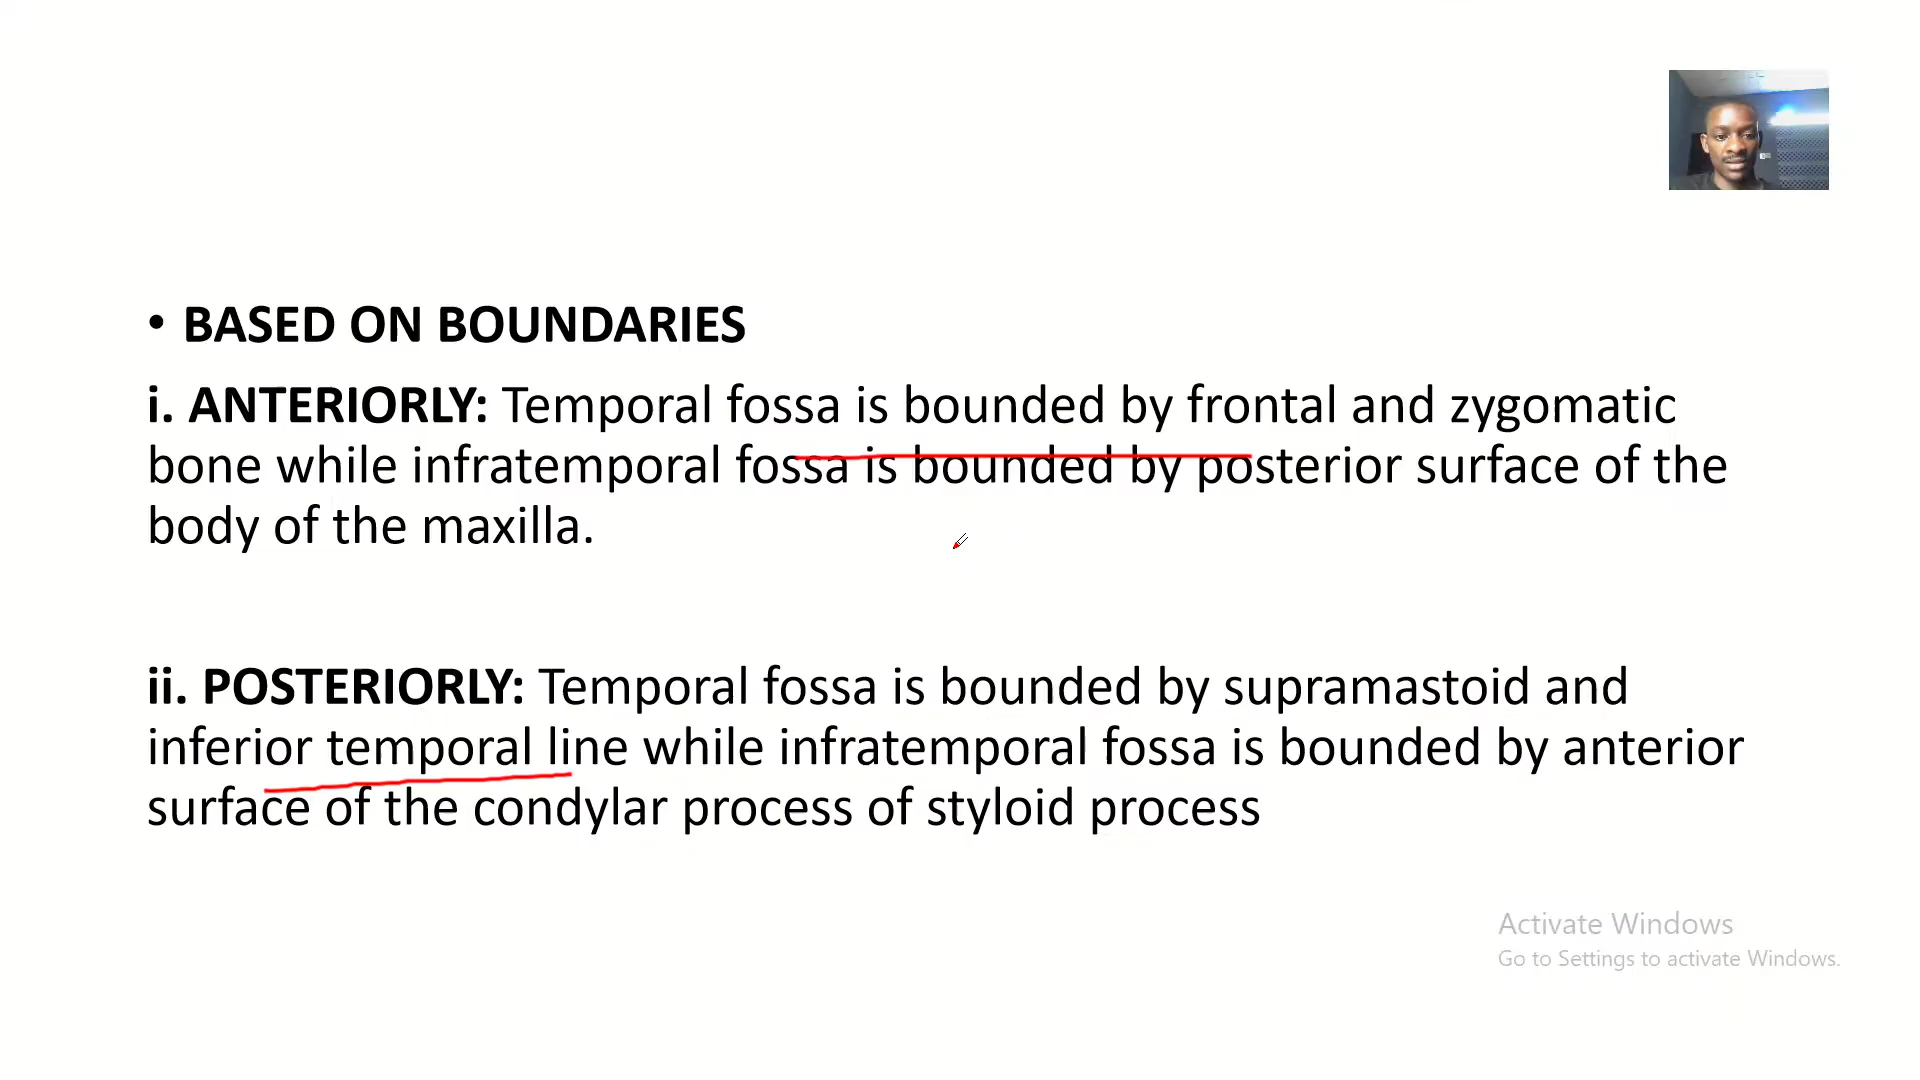 • BASED ON BOUNDARIES
i. ANTERIORLY: Temporal fossa is bounded by frontal and zygomatic
bone while infratemporal fossa is bounded by posterior surface of the
body of the maxilla.
ii. POSTERIORLY: Temporal fossa is bounded by supramastoid and
inferior temporal line while infratemporal fossa is bounded by anterior
surface of the condylar process of styloid process
Activate Windows
Go to Settings to activate Windows.